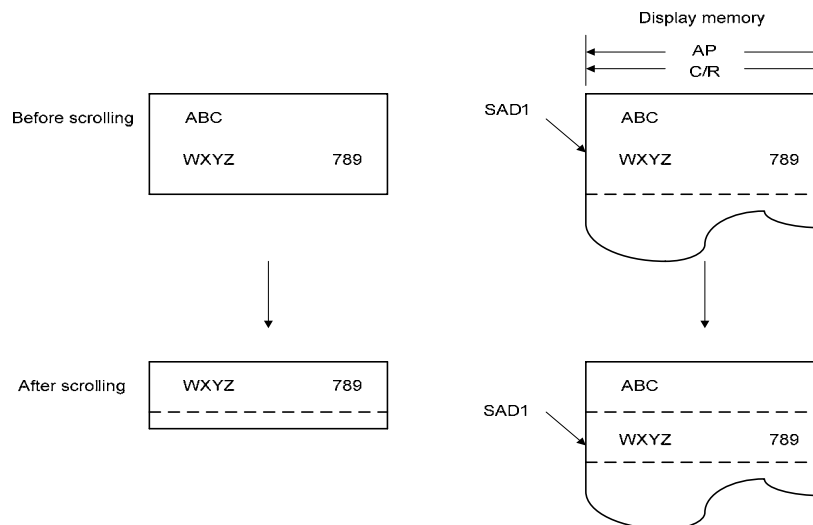 Display memory
AP
C/R
Before scrolling
ABC
WXYZ 789
SAD1
ABC
WXYZ 789
After scrolling
WXYZ 789
SAD1
ABC
WXYZ 789